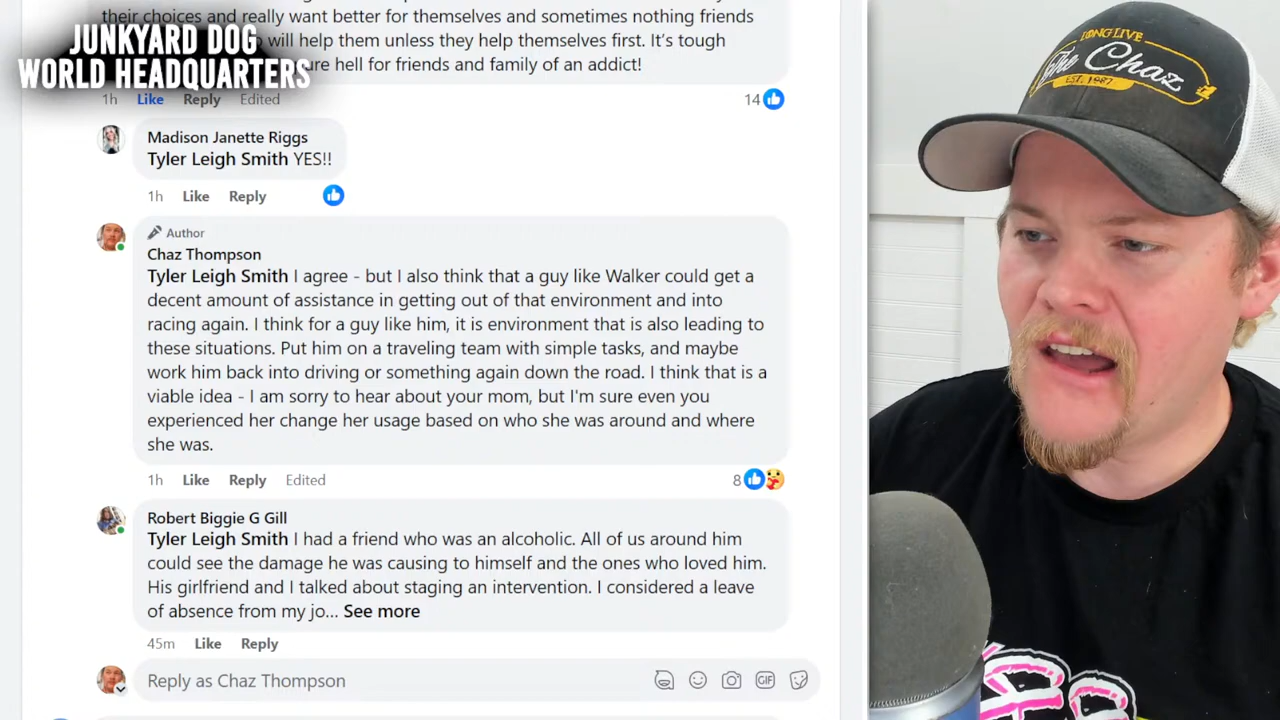 their choices and really want better for themselves and sometimes nothing friends
will help them unless they help themselves first. It's tough
hell for friends and family of an addict!
JUNKYARD DOG
WORLD HEADQUARTERS
1h Like Reply Edited 14
Madison Janette Riggs
Tyler Leigh Smith YES!!
1h Like Reply
Author
Chaz Thompson
Tyler Leigh Smith I agree - but I also think that a guy like Walker could get a
decent amount of assistance in getting out of that environment and into
racing again. I think for a guy like him, it is environment that is also leading to
these situations. Put him on a traveling team with simple tasks, and maybe
work him back into driving or something again down the road. I think that is a
viable idea - I am sorry to hear about your mom, but I'm sure even you
experienced her change her usage based on who she was around and where
she was.
1h Like Reply Edited 8
Robert Biggie G Gill
Tyler Leigh Smith I had a friend who was an alcoholic. All of us around him
could see the damage he was causing to himself and the ones who loved him.
His girlfriend and I talked about staging an intervention. I considered a leave
of absence from my jo... See more
45m Like Reply
Reply as Chaz Thompson
GIF
LONG LIVE
The Chaz
EST. 1987